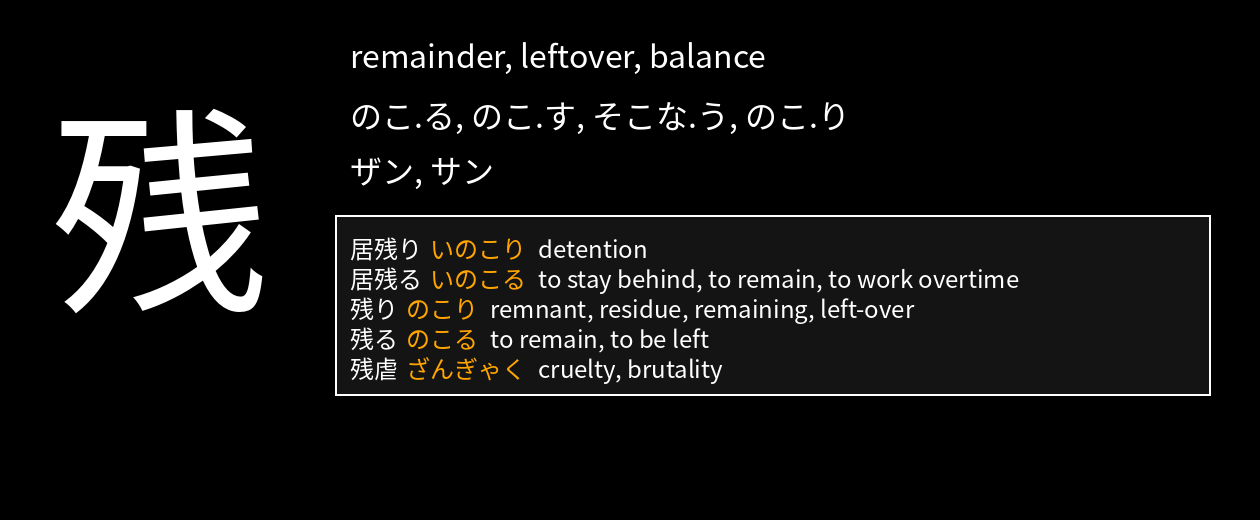 残
remainder, leftover, balance
のこ.る, のこ.す, そこな.う, のこ.り
ザン, サン
居残り いのこり detention
居残る いのこる to stay behind, to remain, to work overtime
残り のこり remnant, residue, remaining, left-over
残る のこる to remain, to be left
残虐 ざんぎゃく cruelty, brutality